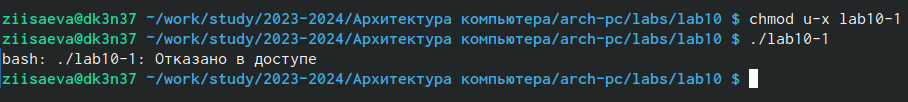 ziisaeva@dk3n37 ~/work/study/2023-2024/Архитектура компьютера/arch-pc/labs/lab10 $ chmod u-x lab10-1
ziisaeva@dk3n37 ~/work/study/2023-2024/Архитектура компьютера/arch-pc/labs/lab10 $ ./lab10-1
bash: ./lab10-1: Отказано в доступе
ziisaeva@dk3n37 ~/work/study/2023-2024/Архитектура компьютера/arch-pc/labs/lab10 $